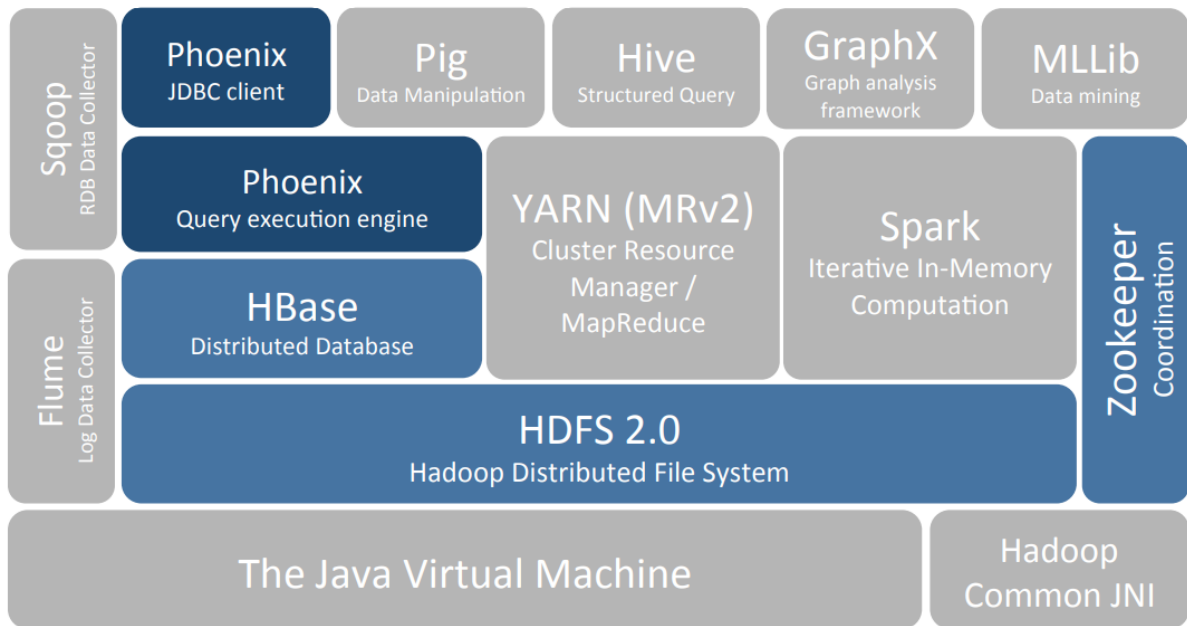 Sqoop
RDB Data Collector
Phoenix
JDBC client
Pig
Data Manipulation
Hive
Structured Query
GraphX
Graph analysis
framework
MLLib
Data mining
Phoenix
Query execution engine
YARN (MRv2)
Cluster Resource
Manager /
MapReduce
Spark
Iterative In-Memory
Computation
Zookeeper
Coordination
Flume
Log Data Collector
HBase
Distributed Database
HDFS 2.0
Hadoop Distributed File System
The Java Virtual Machine
Hadoop
Common JNI